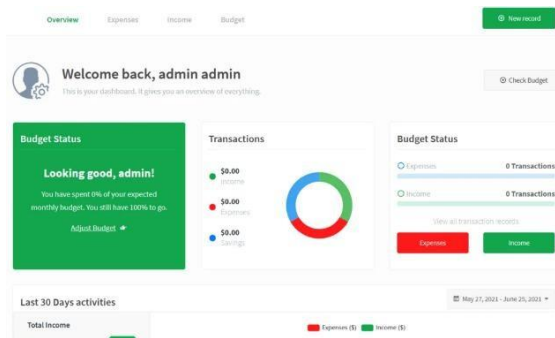 Overview Expenses Income Budget
New record
Welcome back, admin admin
This is your dashboard. It gives you an overview of everything.
Check Budget
Budget Status
Looking good, admin!
You have spent 0% of your expected
monthly budget. You still have 100% to go.
Adjust Budget
Transactions
$0.00
Income
$0.00
Expenses
$0.00
Savings
Budget Status
Expenses 0 Transactions
Income 0 Transactions
View all transaction records
Expenses Income
Last 30 Days activities
May 27, 2021 - June 25, 2021
Total Income
Expenses ($) Income ($)